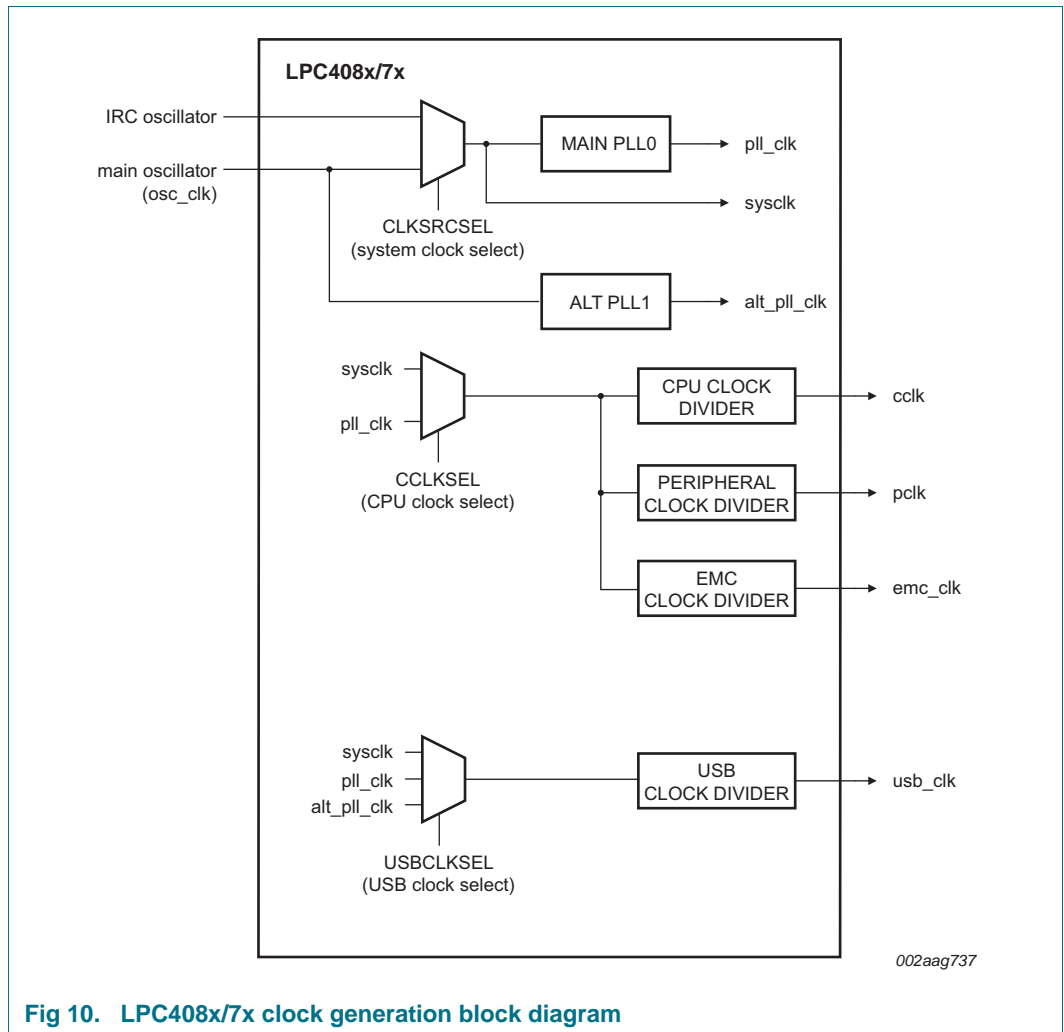 LPC408x/7x
IRC oscillator
MAIN PLL0
pll_clk
main oscillator
(osc_clk)
sysclk
CLKSRCSEL
(system clock select)
ALT PLL1
alt_pll_clk
sysclk
pll_clk
CPU CLOCK
DIVIDER
cclk
CCLKSEL
(CPU clock select)
PERIPHERAL
CLOCK DIVIDER
pclk
EMC
CLOCK DIVIDER
emc_clk
sysclk
pll_clk
alt_pll_clk
USB
CLOCK DIVIDER
usb_clk
USBCLKSEL
(USB clock select)
002aag737
Fig 10. LPC408x/7x clock generation block diagram